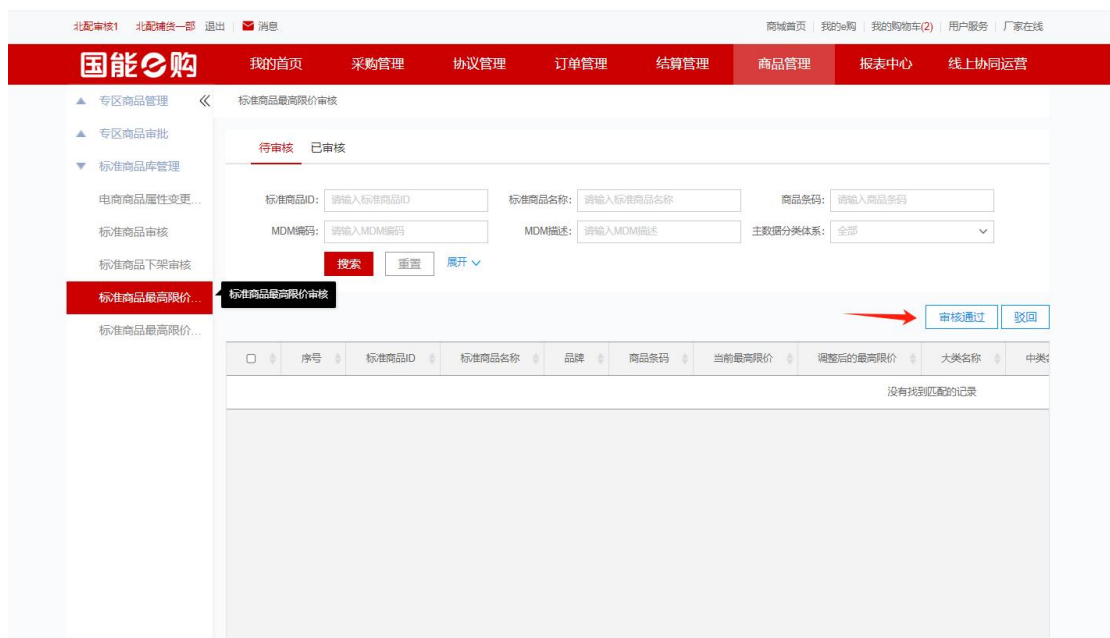 北配审核1 北配辅货一部 退出 消息 商城首页 我的e购 我的购物车(2) 用户服务 厂家在线
国能e购 我的首页 采购管理 协议管理 订单管理 结算管理 商品管理 报表中心 线上协同运营
专区商品管理 标准商品最高限价审核
专区商品审批
待审核 已审核
标准商品库管理
电商商品属性变更... 标准商品ID: 请输入标准商品ID 标准商品名称: 请输入标准商品名称 商品条码: 请输入商品条码
标准商品审核 MDM编码: 请输入MDM编码 MDM描述: 请输入MDM描述 主数据分类体系: 全部
标准商品下架审核 搜索 重置 展开
标准商品最高限价... 标准商品最高限价审核
审核通过 驳回
标准商品最高限价...
序号 标准商品ID 标准商品名称 品牌 商品条码 当前最高限价 调整后的最高限价 大类名称 中类
没有找到匹配的记录